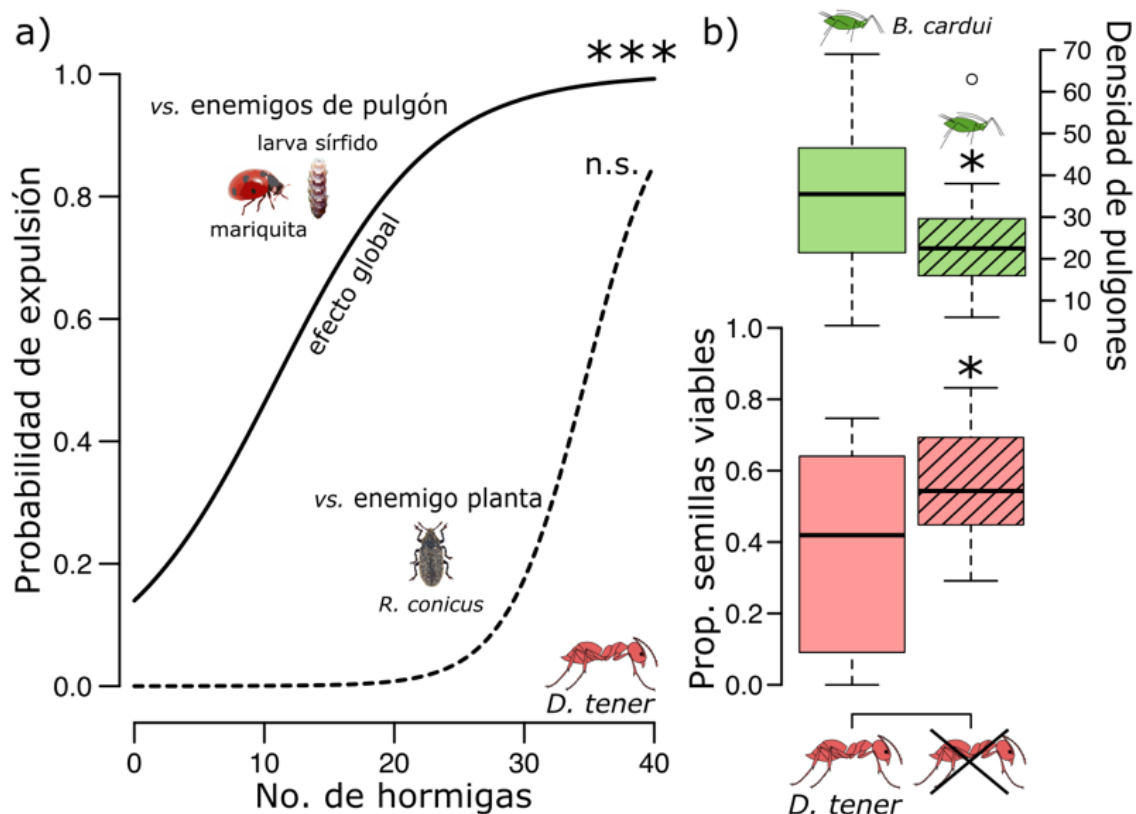 a)
***
1.0
0.8
0.6
0.4
0.2
0.0
Probabilidad de expulsión
vs. enemigos de pulgón
larva sírfido
mariquita
efecto global
n.s.
vs. enemigo planta
R. conicus
D. tener
0 10 20 30 40
No. de hormigas
b)
B. cardui
*
70
60
50
40
30
20
10
0
Densidad de pulgones
*
1.0
0.8
0.6
0.4
0.2
0.0
Prop. semillas viables
D. tener